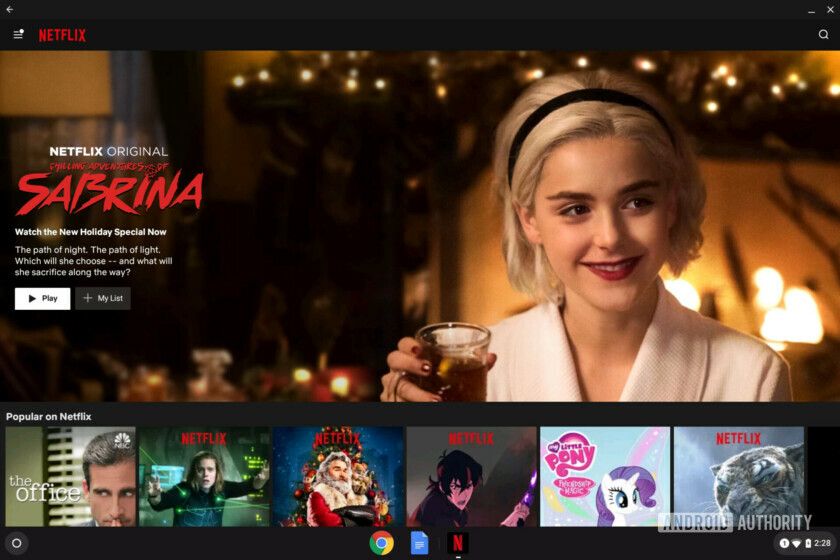 NETFLIX
NETFLIX ORIGINAL
CHILLING ADVENTURES OF
SABRINA
Watch the New Holiday Special Now
The path of night. The path of light.
Which will she choose -- and what will
she sacrifice along the way?
Play
My List
Popular on Netflix
the
office
NBC
NETFLIX
NETFLIX
NETFLIX
my LITTLE
PONY
FRIENDSHIP
IS MAGIC
NETFLIX
ANDROID AUTHORITY
N
1
2:28